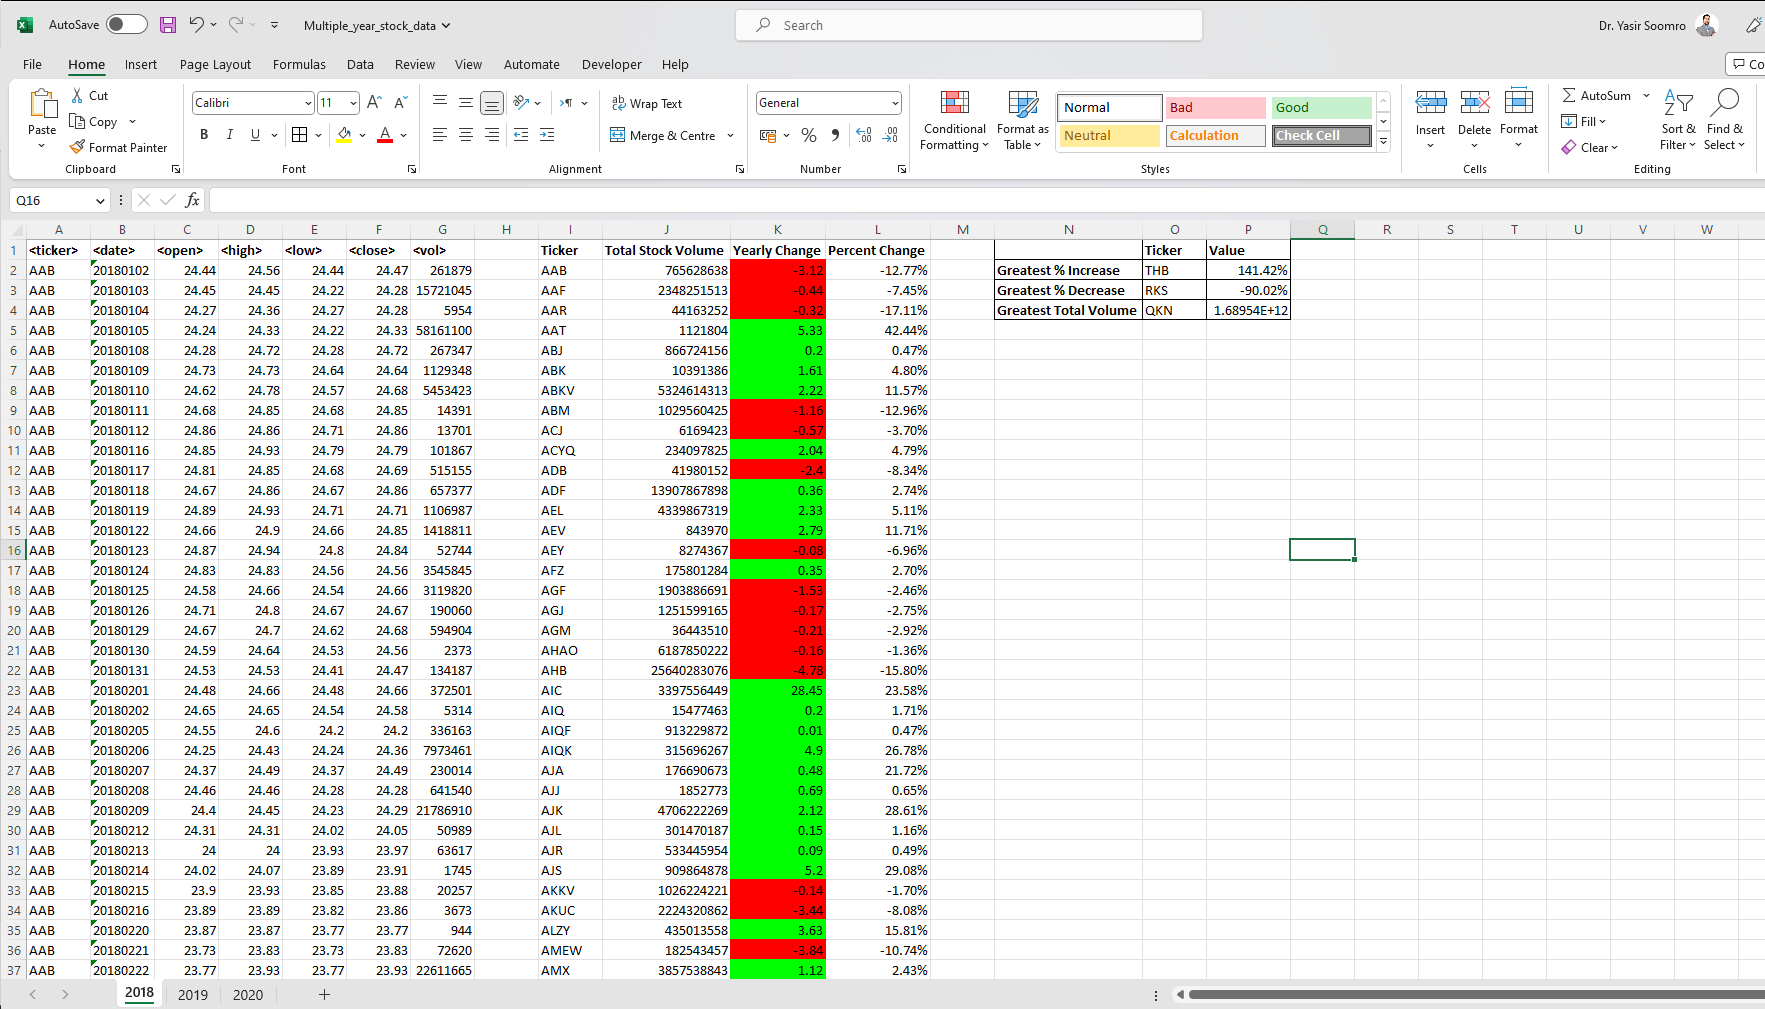 AutoSave Multiple_year_stock_data Search Dr. Yasir Soomro
File Home Insert Page Layout Formulas Data Review View Automate Developer Help Co
Paste Cut Copy Format Painter
Clipboard
Calibri 11 B I U A
Font
ab Wrap Text Merge & Centre
Alignment
General % 9
Number
Conditional Formatting Format as Table Normal Bad Good Neutral Calculation Check Cell
Styles
Insert Delete Format
Cells
AutoSum Fill Clear Sort & Filter Find & Select
Editing
Q16 fx
A B C D E F G H I J K L M N O P Q R S T U V W
1 <ticker> <date> <open> <high> <low> <close> <vol> Ticker Total Stock Volume Yearly Change Percent Change Ticker Value
2 AAB 20180102 24.44 24.56 24.44 24.47 261879 AAB 765628638 -3.12 -12.77% Greatest % Increase THB 141.42%
3 AAB 20180103 24.45 24.45 24.22 24.28 15721045 AAF 2348251513 -0.44 -7.45% Greatest % Decrease RKS -90.02%
4 AAB 20180104 24.27 24.36 24.27 24.28 5954 AAR 44163252 -0.32 -17.11% Greatest Total Volume QKN 1.68954E+12
5 AAB 20180105 24.24 24.33 24.22 24.33 58161100 AAT 1121804 5.33 42.44%
6 AAB 20180108 24.28 24.72 24.28 24.72 267347 ABJ 866724156 0.2 0.47%
7 AAB 20180109 24.73 24.73 24.64 24.64 1129348 ABK 10391386 1.61 4.80%
8 AAB 20180110 24.62 24.78 24.57 24.68 5453423 ABKV 5324614313 2.22 11.57%
9 AAB 20180111 24.68 24.85 24.68 24.85 14391 ABM 1029560425 -1.16 -12.96%
10 AAB 20180112 24.86 24.86 24.71 24.86 13701 ACJ 6169423 -0.57 -3.70%
11 AAB 20180116 24.85 24.93 24.79 24.79 101867 ACYQ 234097825 2.04 4.79%
12 AAB 20180117 24.81 24.85 24.68 24.69 515155 ADB 41980152 -2.4 -8.34%
13 AAB 20180118 24.67 24.86 24.67 24.86 657377 ADF 13907867898 0.36 2.74%
14 AAB 20180119 24.89 24.93 24.71 24.71 1106987 AEL 4339867319 2.33 5.11%
15 AAB 20180122 24.66 24.9 24.66 24.85 1418811 AEV 843970 2.79 11.71%
16 AAB 20180123 24.87 24.94 24.8 24.84 52744 AEY 8274367 -0.08 -6.96%
17 AAB 20180124 24.83 24.83 24.56 24.56 3545845 AFZ 175801284 0.35 2.70%
18 AAB 20180125 24.58 24.66 24.54 24.66 3119820 AGF 1903886691 -1.53 -2.46%
19 AAB 20180126 24.71 24.8 24.67 24.67 190060 AGJ 1251599165 -0.17 -2.75%
20 AAB 20180129 24.67 24.7 24.62 24.68 594904 AGM 36443510 -0.21 -2.92%
21 AAB 20180130 24.59 24.64 24.53 24.56 2373 AHAO 6187850222 -0.16 -1.36%
22 AAB 20180131 24.53 24.53 24.41 24.47 134187 AHB 25640283076 -4.78 -15.80%
23 AAB 20180201 24.48 24.66 24.48 24.66 372501 AIC 3397556449 28.45 23.58%
24 AAB 20180202 24.65 24.65 24.54 24.58 5314 AIQ 15477463 0.2 1.71%
25 AAB 20180205 24.55 24.6 24.2 24.2 336163 AIQF 913229872 0.01 0.47%
26 AAB 20180206 24.25 24.43 24.24 24.36 7973461 AIQK 315696267 4.9 26.78%
27 AAB 20180207 24.37 24.49 24.37 24.49 230014 AJA 176690673 0.48 21.72%
28 AAB 20180208 24.46 24.46 24.28 24.28 641540 AJJ 1852773 0.69 0.65%
29 AAB 20180209 24.4 24.45 24.23 24.29 21786910 AJK 4706222269 2.12 28.61%
30 AAB 20180212 24.31 24.31 24.02 24.05 50989 AJL 301470187 0.15 1.16%
31 AAB 20180213 24 24 23.93 23.97 63617 AJR 533445954 0.09 0.49%
32 AAB 20180214 24.02 24.07 23.89 23.91 1745 AJS 909864878 5.2 29.08%
33 AAB 20180215 23.9 23.93 23.85 23.88 20257 AKKV 1026224221 -0.14 -1.70%
34 AAB 20180216 23.89 23.89 23.82 23.86 3673 AKUC 2224320862 -3.44 -8.08%
35 AAB 20180220 23.87 23.87 23.77 23.77 944 ALZY 435013558 3.63 15.81%
36 AAB 20180221 23.73 23.83 23.73 23.83 72620 AMEW 182543457 -3.84 -10.74%
37 AAB 20180222 23.77 23.93 23.77 23.93 22611665 AMX 3857538843 1.12 2.43%
2018 2019 2020